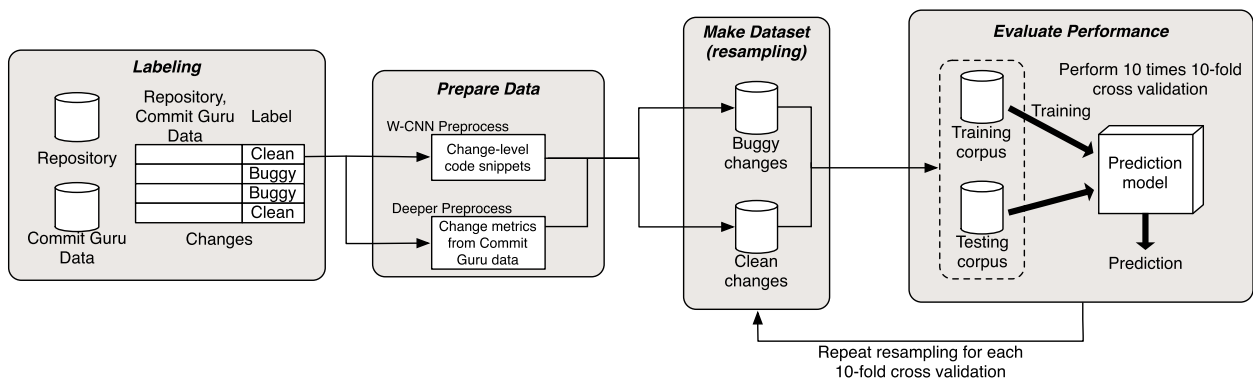 Labeling
Repository,
Commit Guru
Data
Label
Repository
Commit Guru
Data
Clean
Buggy
Buggy
Clean
Changes
Prepare Data
W-CNN Preprocess
Change-level
code snippets
Deeper Preprocess
Change metrics
from Commit
Guru data
Make Dataset
(resampling)
Buggy
changes
Clean
changes
Evaluate Performance
Perform 10 times 10-fold
cross validation
Training
Training
corpus
Testing
corpus
Prediction
model
Prediction
Repeat resampling for each
10-fold cross validation